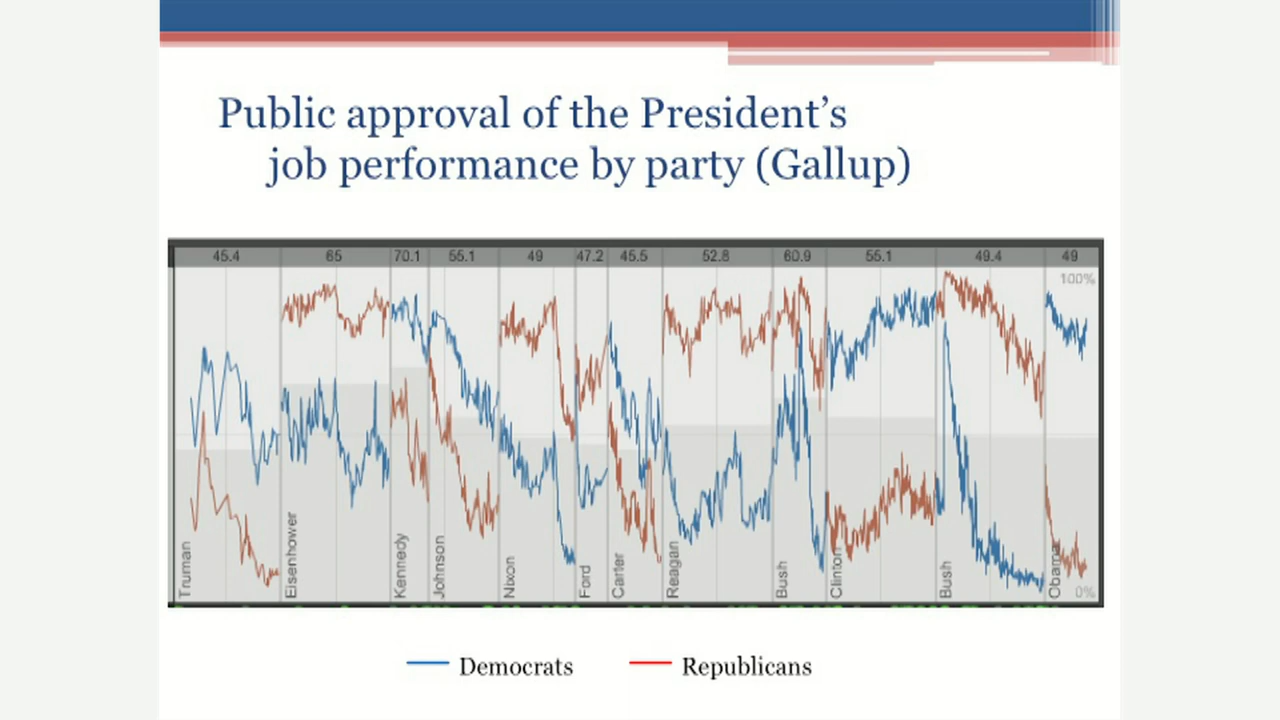 Public approval of the President’s
job performance by party (Gallup)
45.4 65 70.1 55.1 49 47.2 45.5 52.8 60.9 55.1 49.4 49
100%
Truman Eisenhower Kennedy Johnson Nixon Ford Carter Reagan Bush Clinton Bush Obama 0%
Democrats Republicans